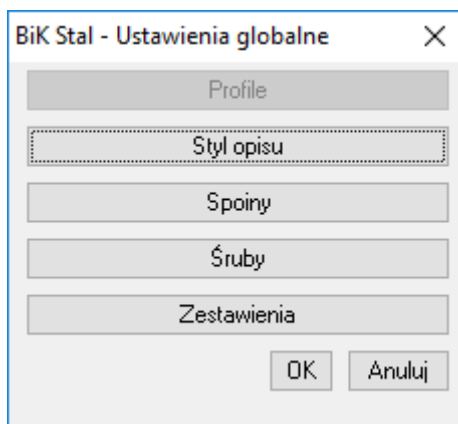 BiK Stal - Ustawienia globalne
Profile
Styl opisu
Spoiny
Śruby
Zestawienia
OK Anuluj